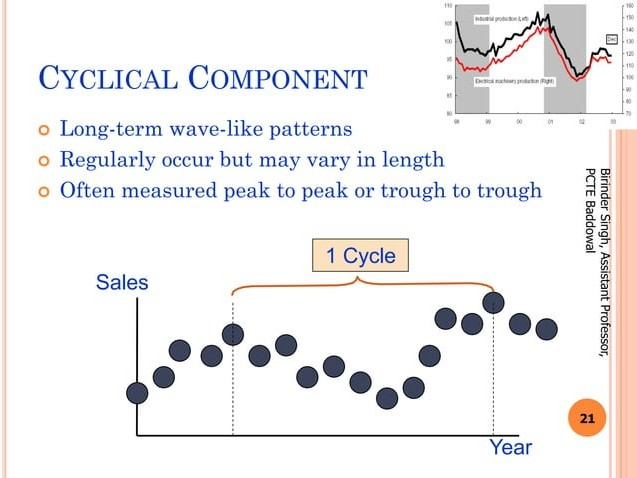 CYCLICAL COMPONENT
Long-term wave-like patterns
Regularly occur but may vary in length
Often measured peak to peak or trough to trough
110
105
100
95
90
85
80
160
150
140
130
120
110
100
90
80
70
Industrial production (Left)
Dec
Electrical machinery production (Right)
98
99
00
01
02
03
Birinder Singh, Assistant Professor,
PCTE Baddowal
1 Cycle
Sales
21
Year